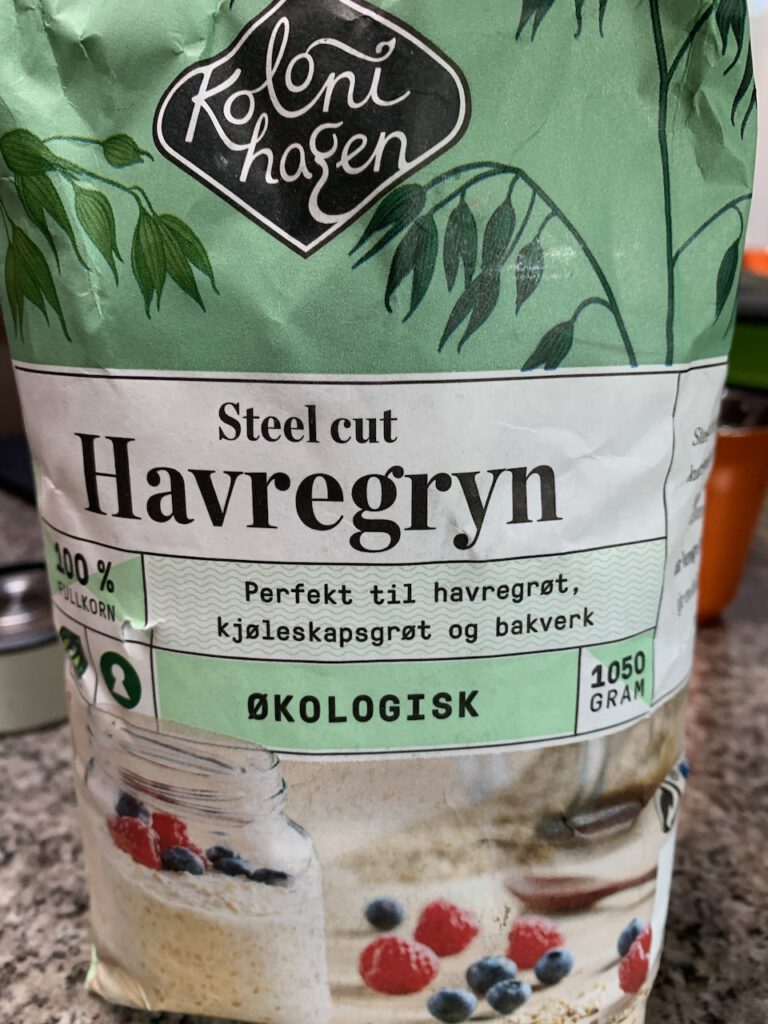 Koloni
hagen
Steel cut
Havregryn
100 %
FULLKORN
Perfekt til havregrøt,
kjøleskapsgrøt og bakverk
ØKOLOGISK
1050
GRAM